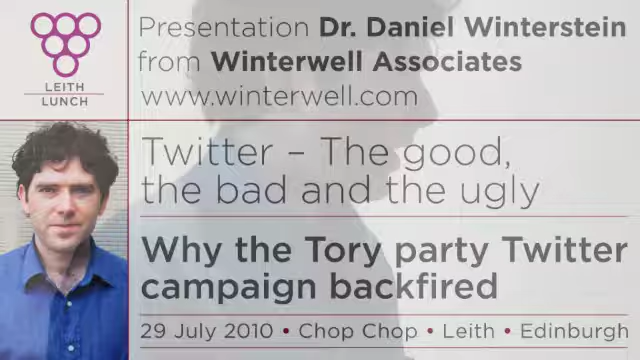 LEITH
LUNCH
Presentation Dr. Daniel Winterstein
from Winterwell Associates
www.winterwell.com
Twitter – The good,
the bad and the ugly
Why the Tory party Twitter
campaign backfired
29 July 2010 • Chop Chop • Leith • Edinburgh